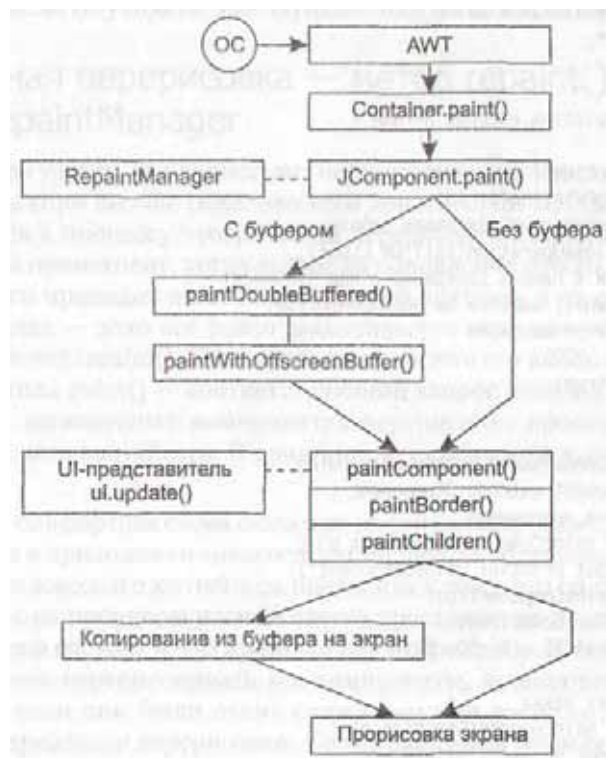 ОС
AWT
Container.paint()
RepaintManager
JComponent.paint()
С буфером
Без буфера
paintDoubleBuffered()
paintWithOffscreenBuffer()
UI-представитель
ui.update()
paintComponent()
paintBorder()
paintChildren()
Копирование из буфера на экран
Прорисовка экрана